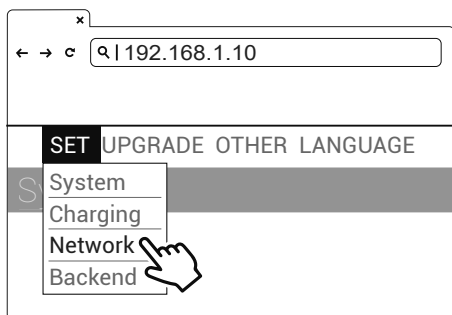 192.168.1.10
SET UPGRADE OTHER LANGUAGE
System
Charging
Network
Backend